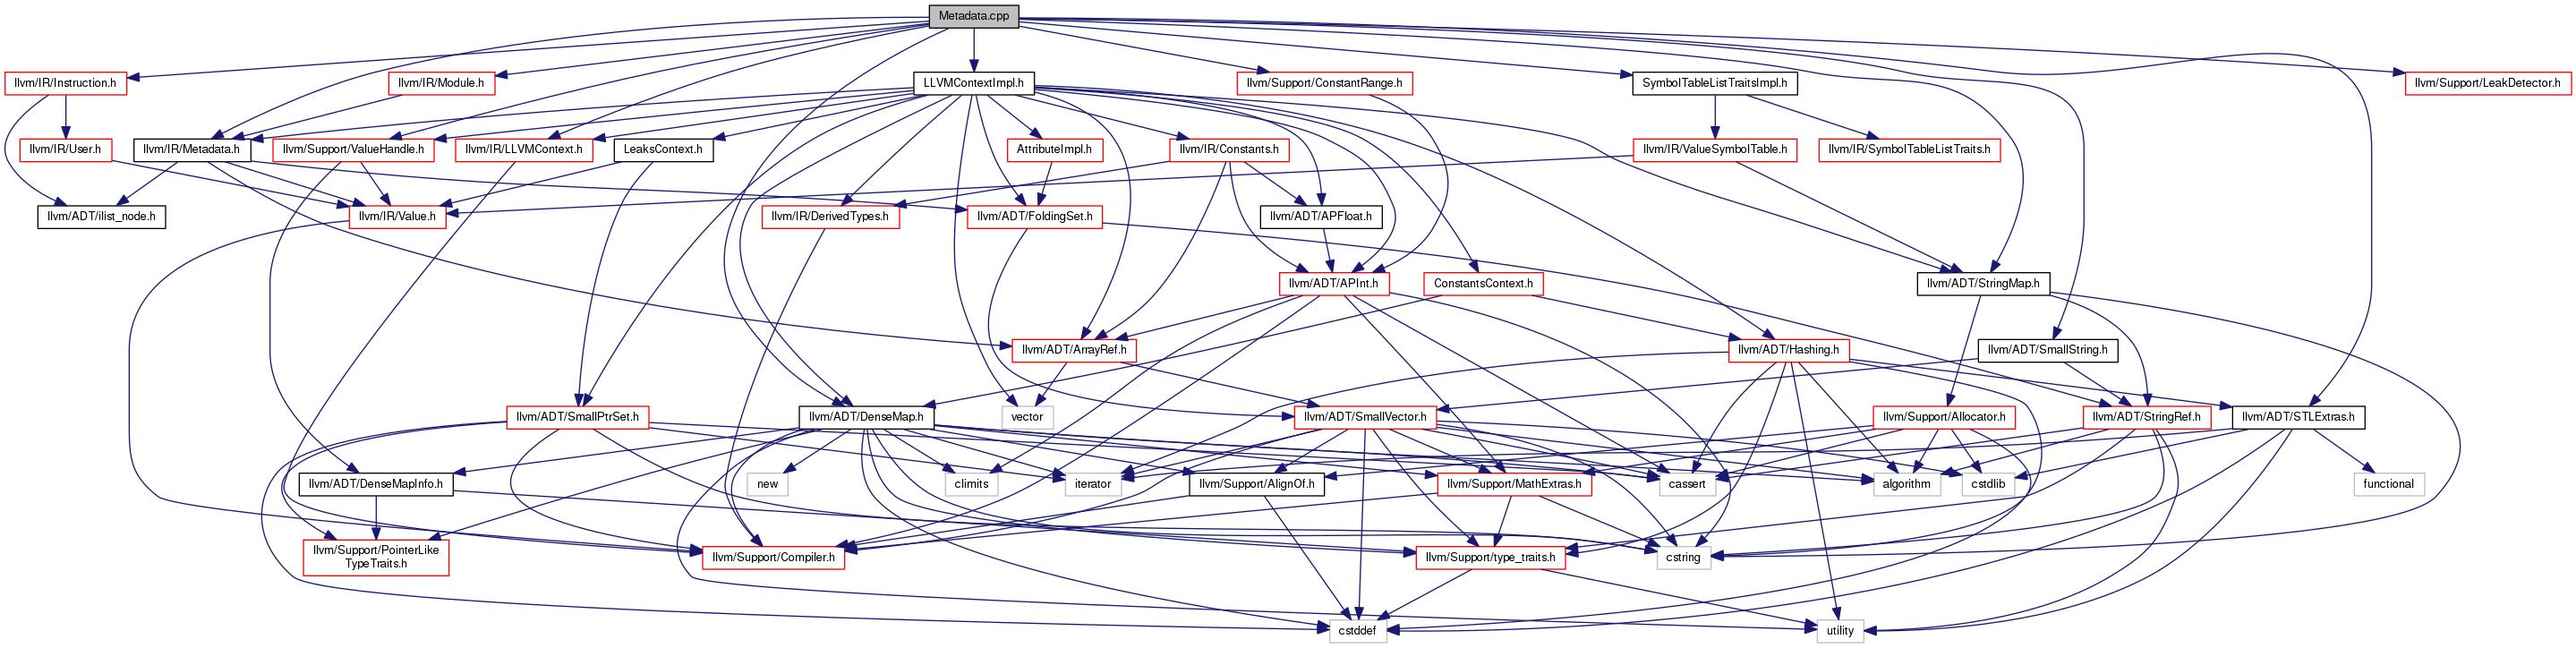 Metadata.cpp
llvm/IR/Instruction.h
llvm/IR/Module.h
LLVMContextImpl.h
llvm/Support/ConstantRange.h
SymbolTableListTraitsImpl.h
llvm/Support/LeakDetector.h
llvm/IR/User.h
llvm/IR/Metadata.h
llvm/Support/ValueHandle.h
llvm/IR/LLVMContext.h
LeaksContext.h
AttributeImpl.h
llvm/IR/Constants.h
llvm/IR/ValueSymbolTable.h
llvm/IR/SymbolTableListTraits.h
llvm/ADT/ilist_node.h
llvm/IR/Value.h
llvm/IR/DerivedTypes.h
llvm/ADT/FoldingSet.h
llvm/ADT/APFloat.h
llvm/ADT/APInt.h
ConstantsContext.h
llvm/ADT/StringMap.h
llvm/ADT/ArrayRef.h
llvm/ADT/Hashing.h
llvm/ADT/SmallString.h
llvm/ADT/SmallPtrSet.h
llvm/ADT/DenseMap.h
vector
llvm/ADT/SmallVector.h
llvm/Support/Allocator.h
llvm/ADT/StringRef.h
llvm/ADT/STLExtras.h
llvm/ADT/DenseMapInfo.h
new
climits
iterator
llvm/Support/AlignOf.h
llvm/Support/MathExtras.h
cassert
algorithm
cstdlib
functional
llvm/Support/PointerLike
TypeTraits.h
llvm/Support/Compiler.h
llvm/Support/type_traits.h
cstring
cstddef
utility